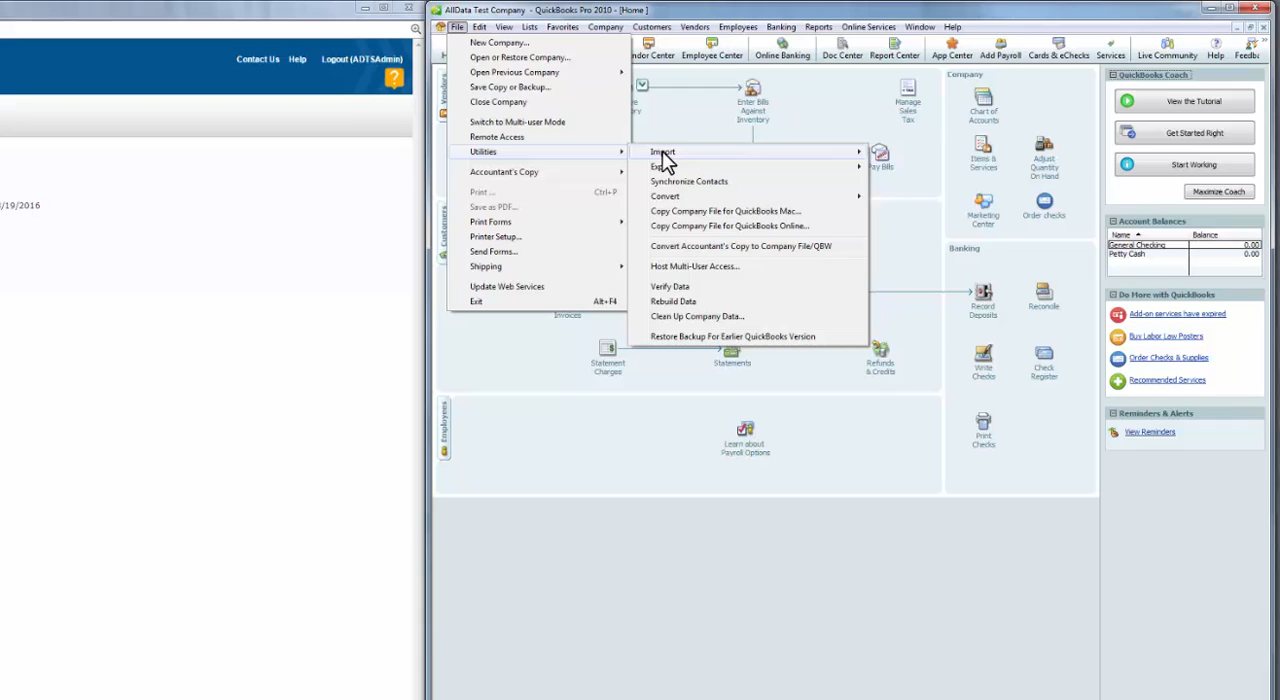 AllData Test Company - QuickBooks Pro 2010 - [Home ]
File Edit View Lists Favorites Company Customers Vendors Employees Banking Reports Online Services Window Help
Contact Us Help Logout (ADTSAdmin)
/19/2016
New Company...
Open or Restore Company...
Open Previous Company
Save Copy or Backup...
Close Company
Switch to Multi-user Mode
Remote Access
Utilities
Accountant's Copy
Print ... Ctrl+P
Save as PDF...
Print Forms
Printer Setup...
Send Forms...
Shipping
Update Web Services
Exit Alt+F4
Import
Synchronize Contacts
Convert
Copy Company File for QuickBooks Mac...
Copy Company File for QuickBooks Online...
Convert Accountant's Copy to Company File/QBW
Host Multi-User Access...
Verify Data
Rebuild Data
Clean Up Company Data...
Restore Backup For Earlier QuickBooks Version
Center Employee Center Online Banking Doc Center Report Center App Center Add Payroll Cards & eChecks Services Live Community Help
Vendors
Customers
Employees
Enter Bills
Against
Inventory
Manage
Sales
Tax
Pay Bills
Invoices
Statement
Charges
Statements
Refunds
& Credits
Learn about
Payroll Options
Company
Chart of
Accounts
Items &
Services
Adjust
Quantity
On Hand
Marketing
Center
Order checks
Banking
Record
Deposits
Reconcile
Write
Checks
Check
Register
Print
Checks
QuickBooks Coach
View the Tutorial
Get Started Right
Start Working
Maximize Coach
Account Balances
Name Balance
General Checking 0.00
Petty Cash 0.00
Do More with QuickBooks
Add-on services have expired
Buy Labor Law Posters
Order Checks & Supplies
Recommended Services
Reminders & Alerts
View Reminders